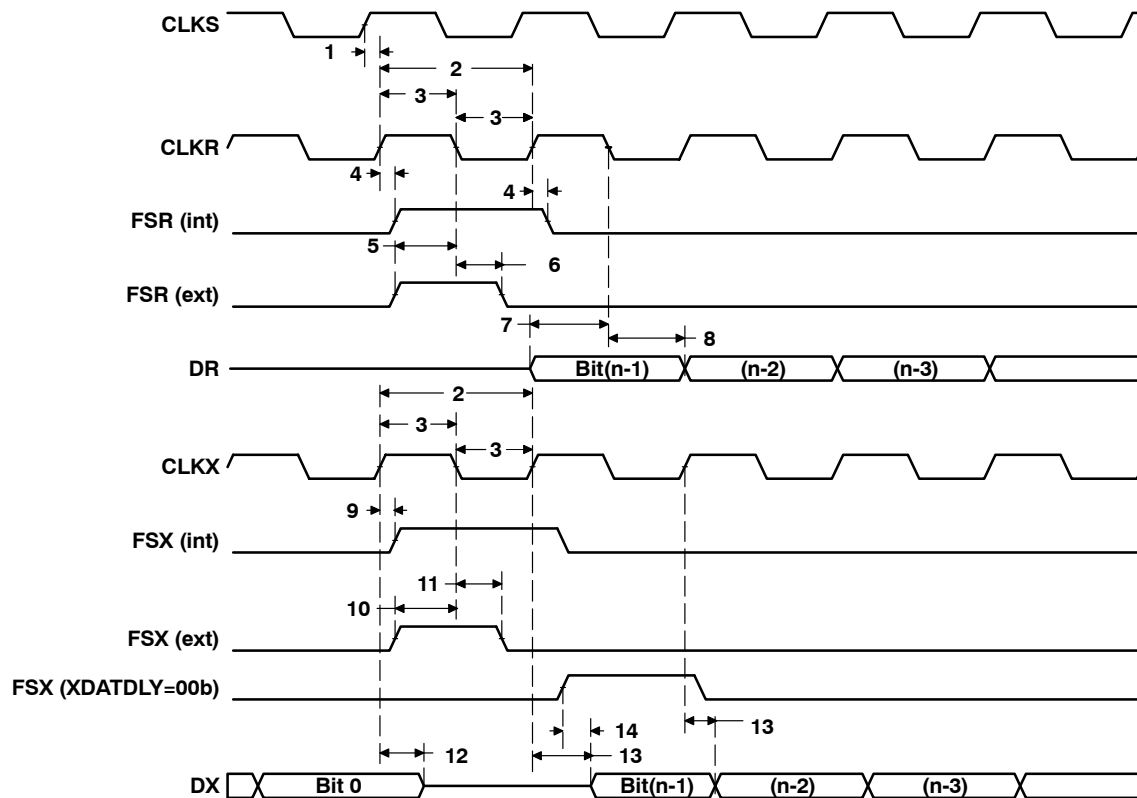 CLKS
1
2
3
3
CLKR
4
4
FSR (int)
5
6
FSR (ext)
7
8
DR
Bit(n-1)
(n-2)
(n-3)
2
3
3
CLKX
9
FSX (int)
11
10
FSX (ext)
FSX (XDATDLY=00b)
14
13
12
13
DX
Bit 0
Bit(n-1)
(n-2)
(n-3)